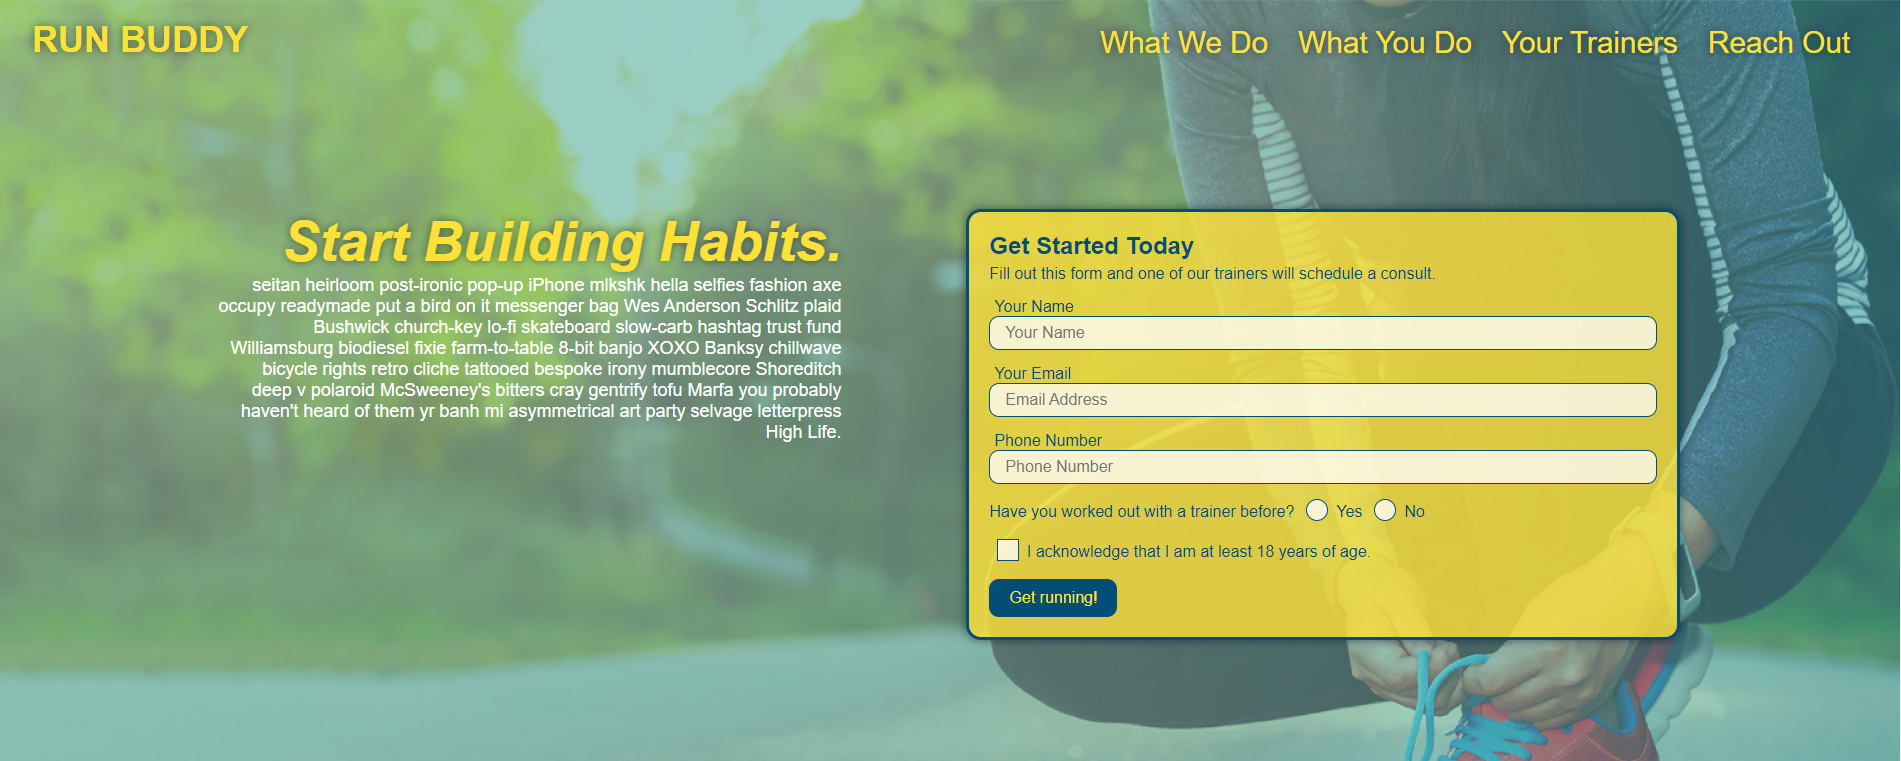 RUN BUDDY
What We Do What You Do Your Trainers Reach Out
Start Building Habits.
seitan heirloom post-ironic pop-up iPhone mlkshk hella selfies fashion axe
occupy readymade put a bird on it messenger bag Wes Anderson Schlitz plaid
Bushwick church-key lo-fi skateboard slow-carb hashtag trust fund
Williamsburg biodiesel fixie farm-to-table 8-bit banjo XOXO Banksy chillwave
bicycle rights retro cliche tattooed bespoke irony mumblecore Shoreditch
deep v polaroid McSweeney's bitters cray gentrify tofu Marfa you probably
haven't heard of them yr banh mi asymmetrical art party selvage letterpress
High Life.
Get Started Today
Fill out this form and one of our trainers will schedule a consult.
Your Name
Your Name
Your Email
Email Address
Phone Number
Phone Number
Have you worked out with a trainer before? Yes No
I acknowledge that I am at least 18 years of age.
Get running!